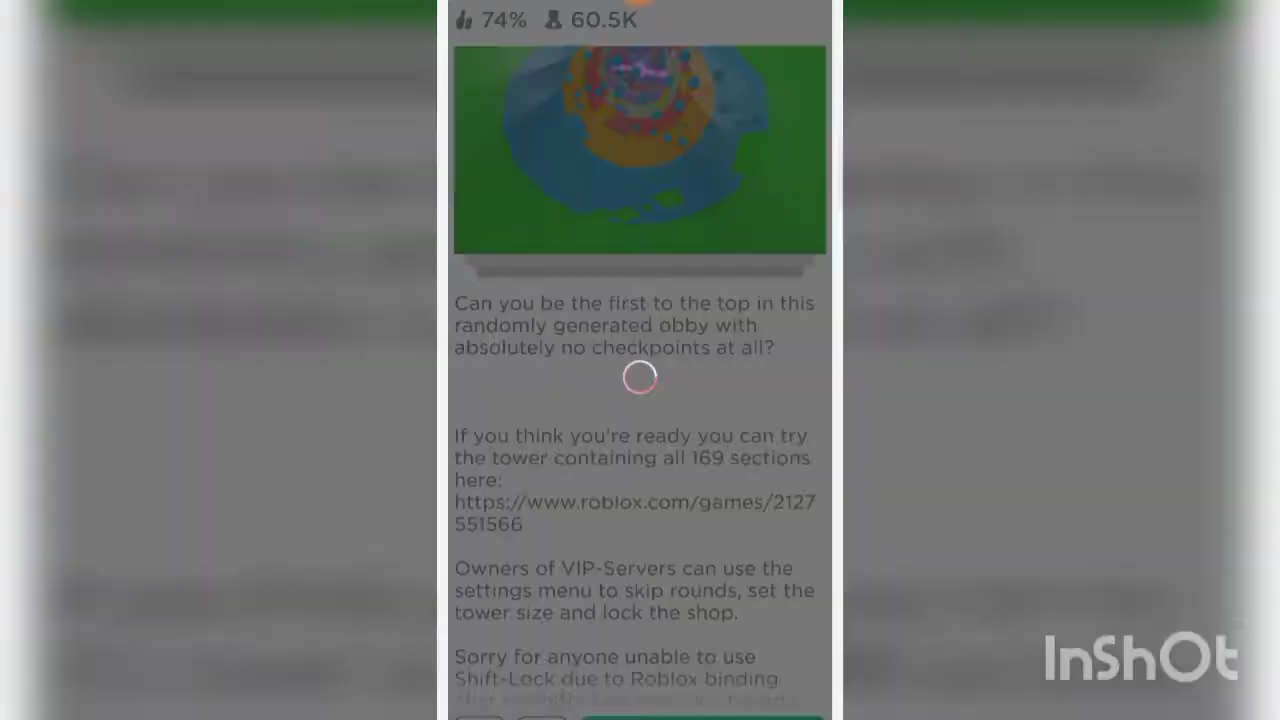 74% 60.5K
Can you be the first to the top in this
randomly generated obby with
absolutely no checkpoints at all?
If you think you're ready you can try
the tower containing all 169 sections
here:
https://www.roblox.com/games/2127
551566
Owners of VIP-Servers can use the
settings menu to skip rounds, set the
tower size and lock the shop.
Sorry for anyone unable to use
Shift-Lock due to Roblox binding
InShOt